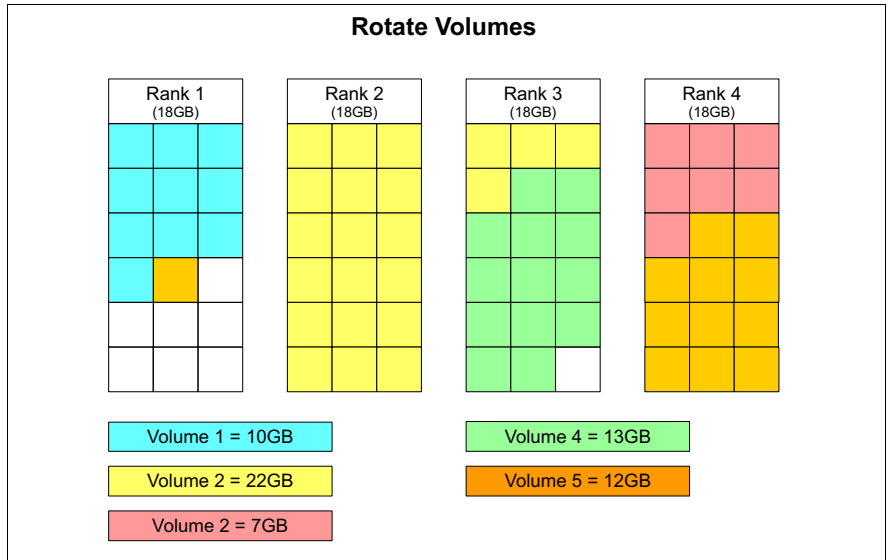 Rotate Volumes
Rank 1
(18GB)
Rank 2
(18GB)
Rank 3
(18GB)
Rank 4
(18GB)
Volume 1 = 10GB
Volume 2 = 22GB
Volume 2 = 7GB
Volume 4 = 13GB
Volume 5 = 12GB